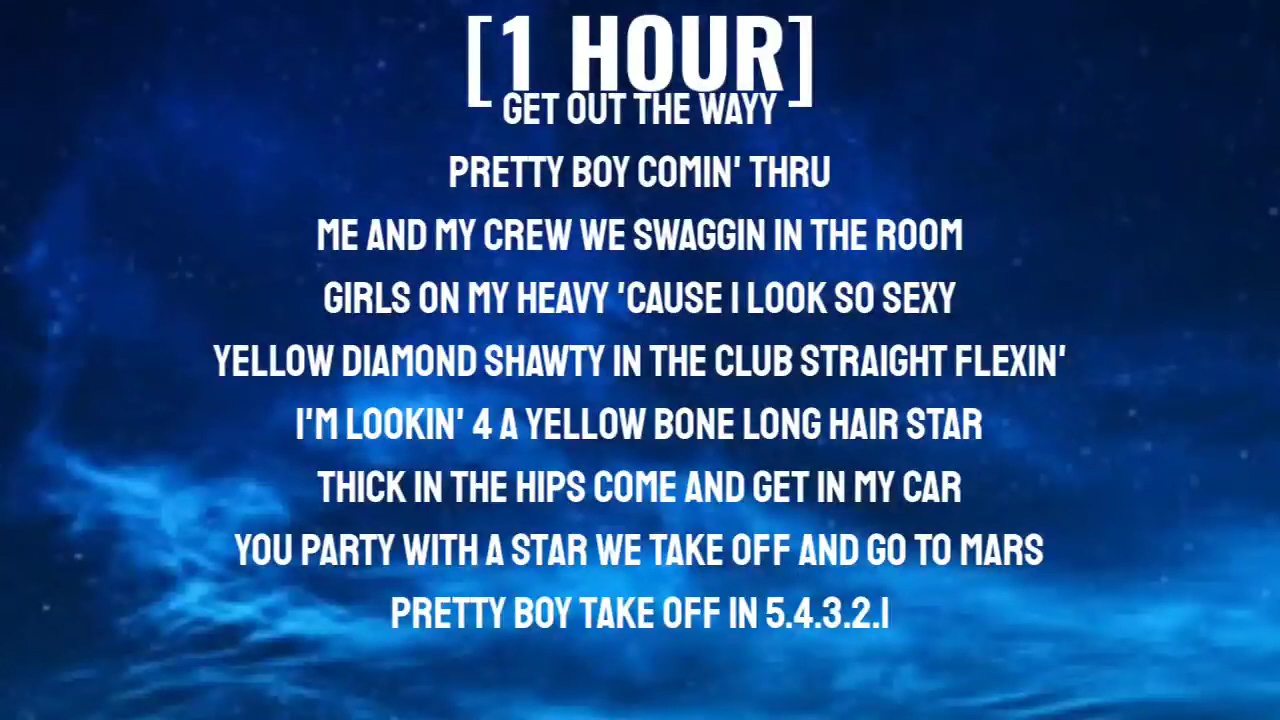 [1 HOUR]
GET OUT THE WAYY
PRETTY BOY COMIN' THRU
ME AND MY CREW WE SWAGGIN IN THE ROOM
GIRLS ON MY HEAVY 'CAUSE I LOOK SO SEXY
YELLOW DIAMOND SHAWTY IN THE CLUB STRAIGHT FLEXIN'
I'M LOOKIN' 4 A YELLOW BONE LONG HAIR STAR
THICK IN THE HIPS COME AND GET IN MY CAR
YOU PARTY WITH A STAR WE TAKE OFF AND GO TO MARS
PRETTY BOY TAKE OFF IN 5.4.3.2.1